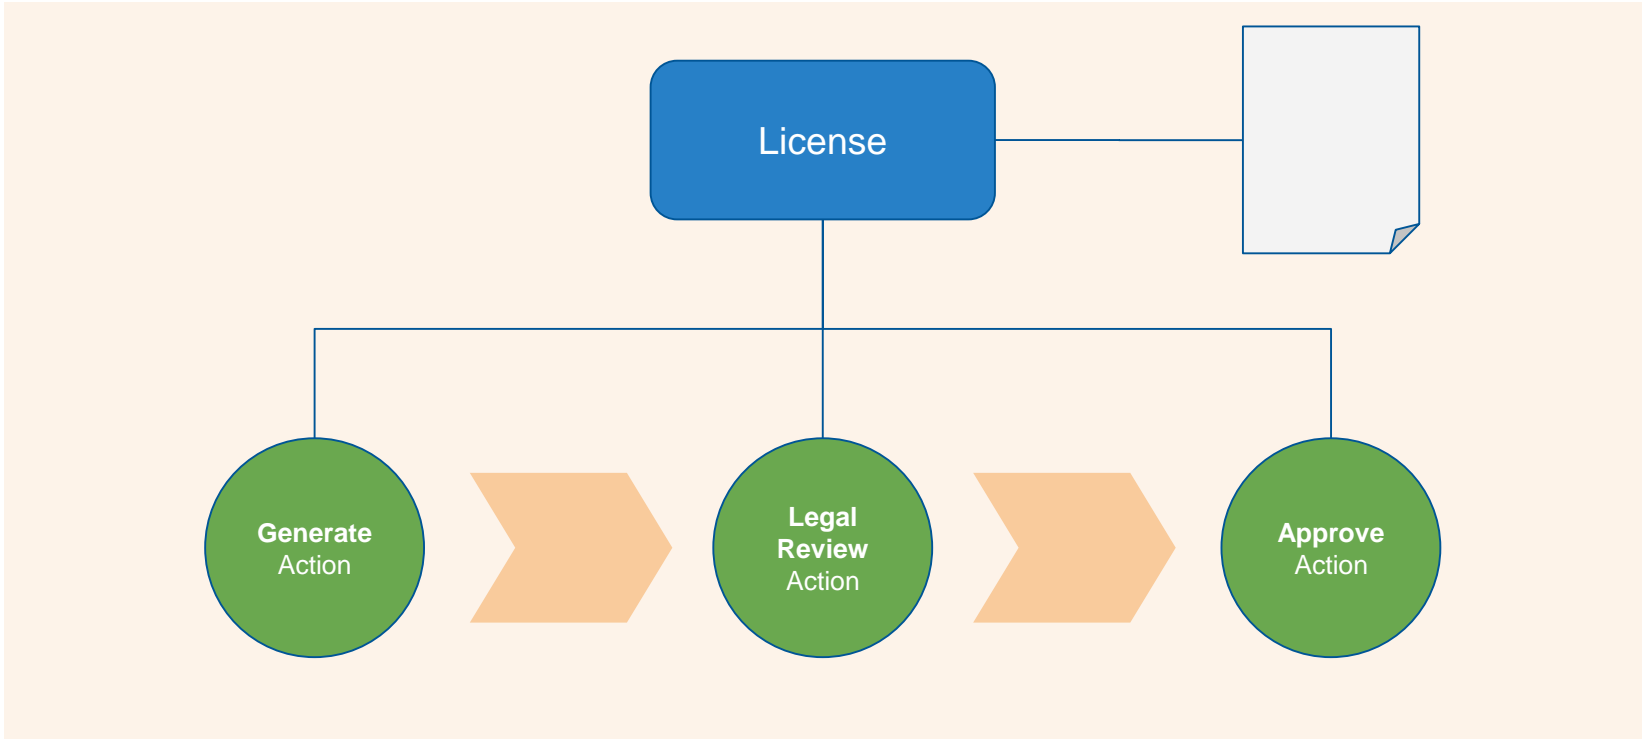 License
Generate
Action
Legal
Review
Action
Approve
Action